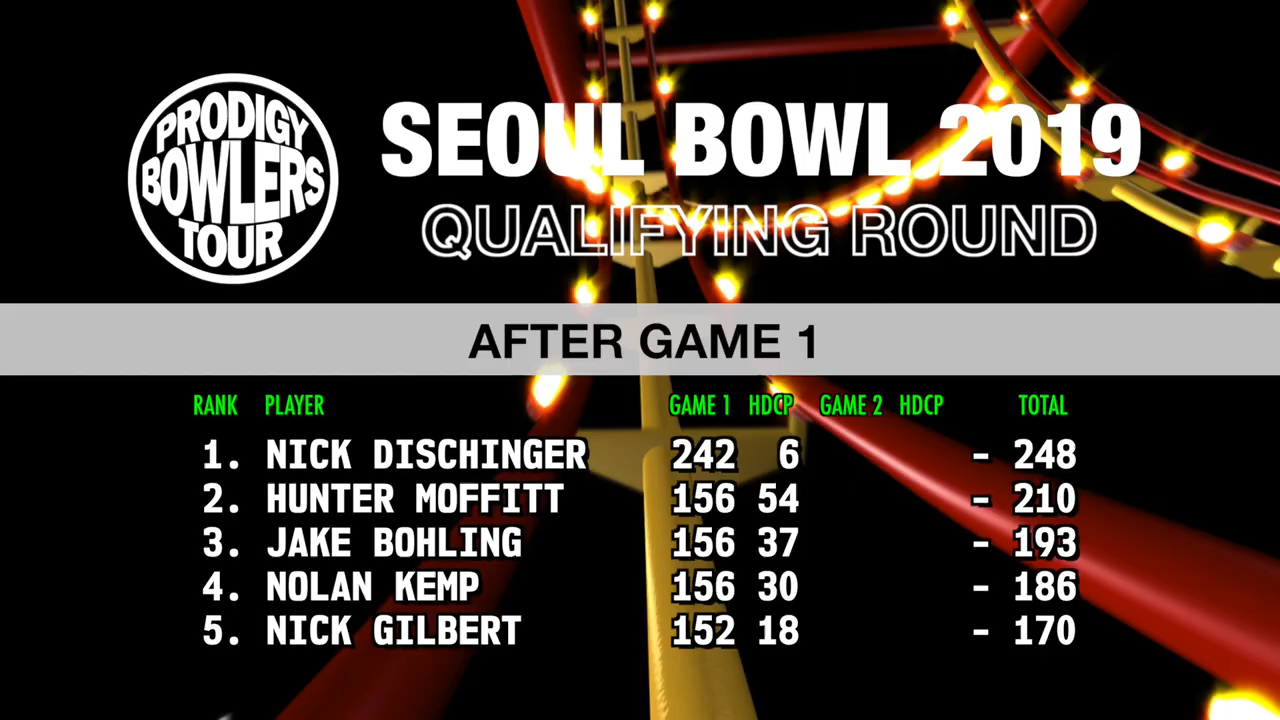 PRODIGY
BOWLERS
TOUR
SEOUL BOWL 2019
QUALIFYING ROUND
AFTER GAME 1
RANK PLAYER GAME 1 HDCP GAME 2 HDCP TOTAL
1. NICK DISCHINGER 242 6 - 248
2. HUNTER MOFFITT 156 54 - 210
3. JAKE BOHLING 156 37 - 193
4. NOLAN KEMP 156 30 - 186
5. NICK GILBERT 152 18 - 170